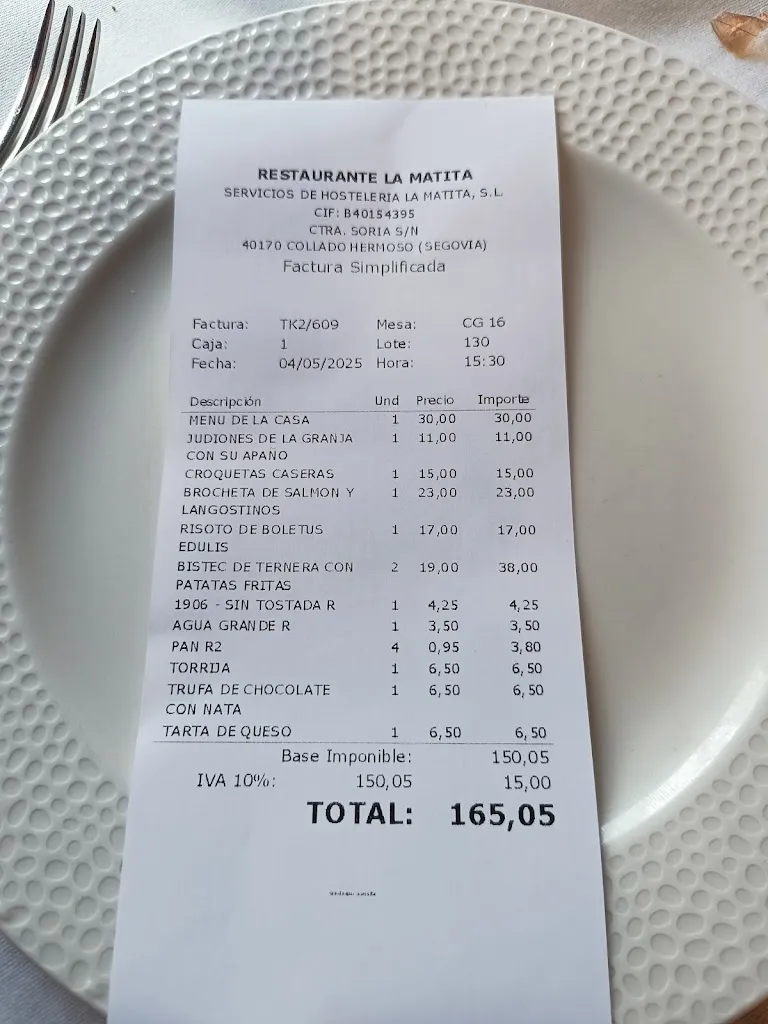 RESTAURANTE LA MATITA
SERVICIOS DE HOSTELERIA LA MATITA, S.L
CIF: B40154395
CTRA. SORIA S/N
40170 COLLADO HERMOSO (SEGOVIA)
Factura Simplificada
Factura: TK2/609 Mesa: CG 16
Caja: 1 Lote: 130
Fecha: 04/05/2025 Hora: 15:30
Descripción Und Precio Importe
MENU DE LA CASA 1 30,00 30,00
JUDIONES DE LA GRANJA 1 11,00 11,00
CON SU APAÑO
CROQUETAS CASERAS 1 15,00 15,00
BROCHETA DE SALMON Y 1 23,00 23,00
LANGOSTINOS
RISOTO DE BOLETUS 1 17,00 17,00
EDULIS
BISTEC DE TERNERA CON 2 19,00 38,00
PATATAS FRITAS
1906 - SIN TOSTADA R 1 4,25 4,25
AGUA GRANDE R 1 3,50 3,50
PAN R2 4 0,95 3,80
TORRIJA 1 6,50 6,50
TRUFA DE CHOCOLATE 1 6,50 6,50
CON NATA
TARTA DE QUESO 1 6,50 6,50
Base Imponible: 150,05
IVA 10%: 150,05 15,00
TOTAL: 165,05